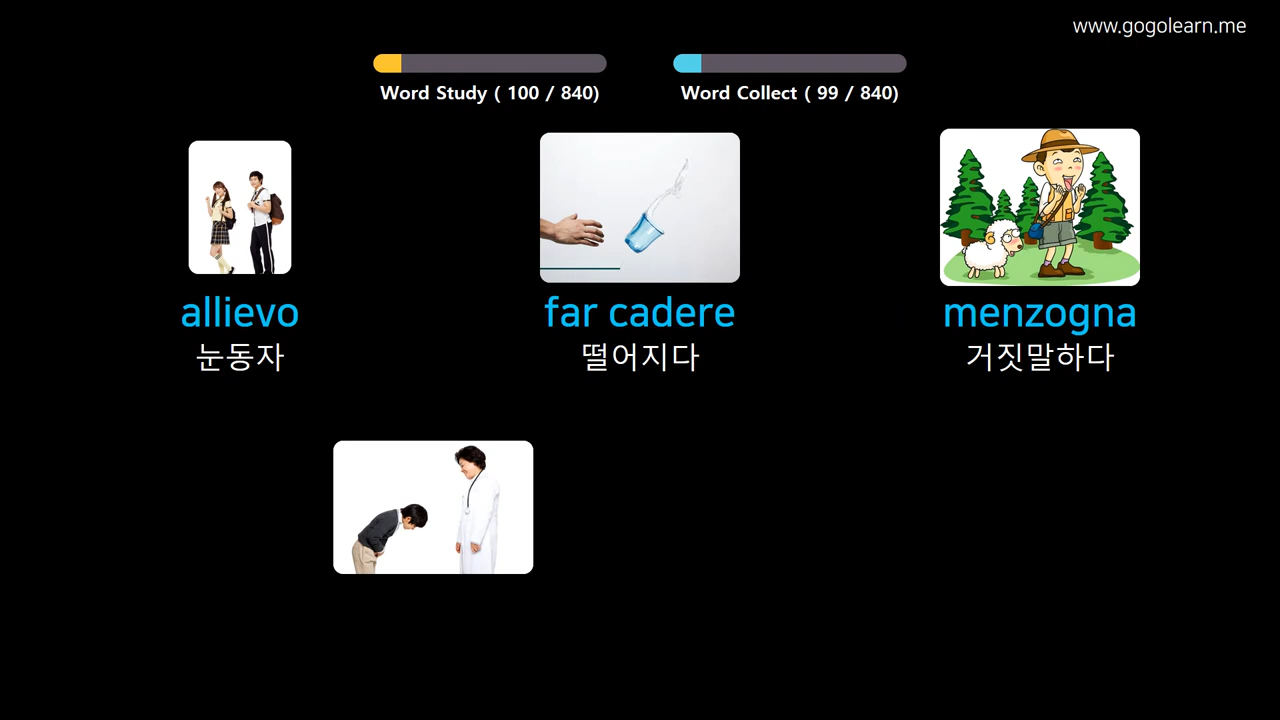 www.gogolearn.me
Word Study ( 100 / 840)
Word Collect ( 99 / 840)
allievo
far cadere
menzogna
눈동자
떨어지다
거짓말하다